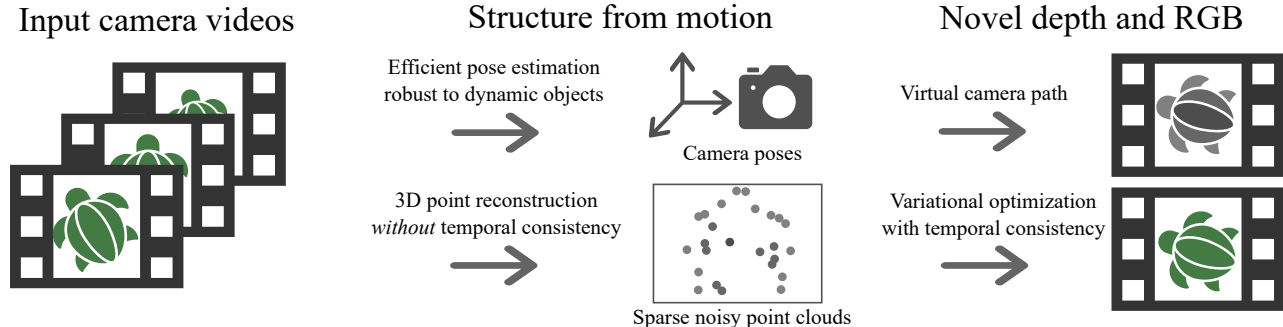 Input camera videos
Structure from motion
Novel depth and RGB
Efficient pose estimation
robust to dynamic objects
Camera poses
Virtual camera path
3D point reconstruction
without temporal consistency
Sparse noisy point clouds
Variational optimization
with temporal consistency